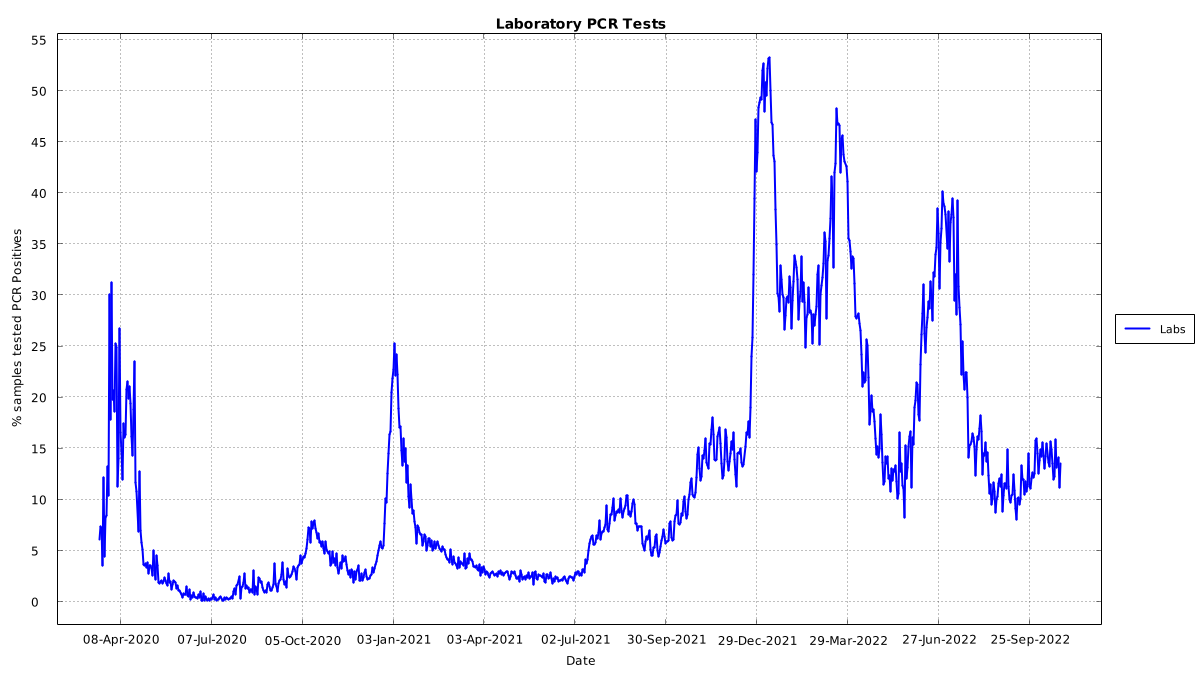 Laboratory PCR Tests
55
50
45
40
35
30
25
20
15
10
5
0
% samples tested PCR Positives
08-Apr-2020 07-Jul-2020 05-Oct-2020 03-Jan-2021 03-Apr-2021 02-Jul-2021 30-Sep-2021 29-Dec-2021 29-Mar-2022 27-Jun-2022 25-Sep-2022
Date
Labs